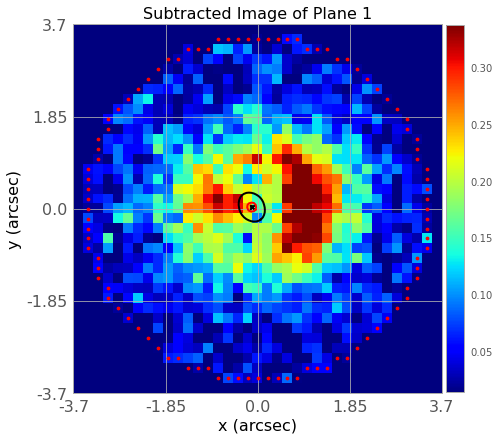 Subtracted Image of Plane 1
3.7
1.85
0.0
-1.85
-3.7
y (arcsec)
-3.7 -1.85 0.0 1.85 3.7
x (arcsec)
0.30
0.25
0.20
0.15
0.10
0.05